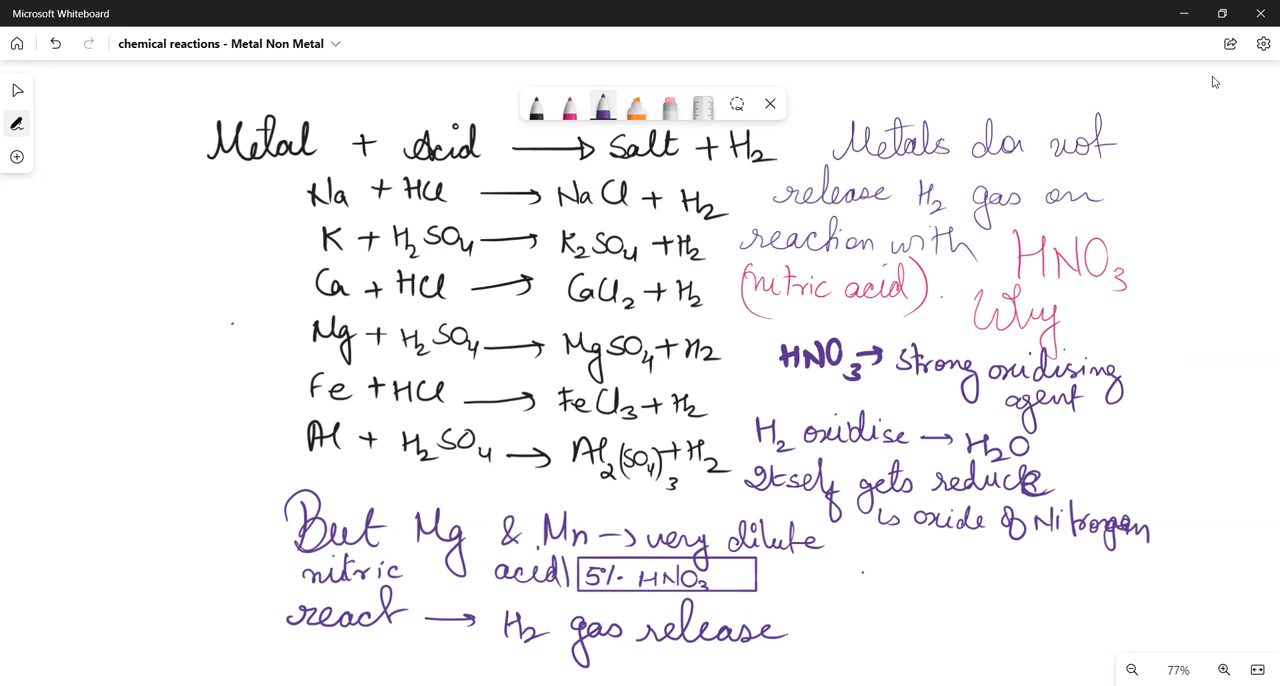 Microsoft Whiteboard
chemical reactions - Metal Non Metal
Metal + Acid → Salt + H2
Na + HCl → NaCl + H2
K + H2SO4 → K2SO4 + H2
Ca + HCl → CaCl2 + H2
Mg + H2SO4 → MgSO4 + H2
Fe + HCl → FeCl3 + H2
Al + H2SO4 → Al2(SO4)3 + H2
But Mg & Mn → very dilute
nitric acid 5% HNO3
react → H2 gas release
Metals do not
release H2 gas on
reaction with HNO3
(nitric acid). Why
HNO3 → strong oxidising
agent
H2 oxidise → H2O
Itself gets reduce
is oxide of Nitrogen
77%